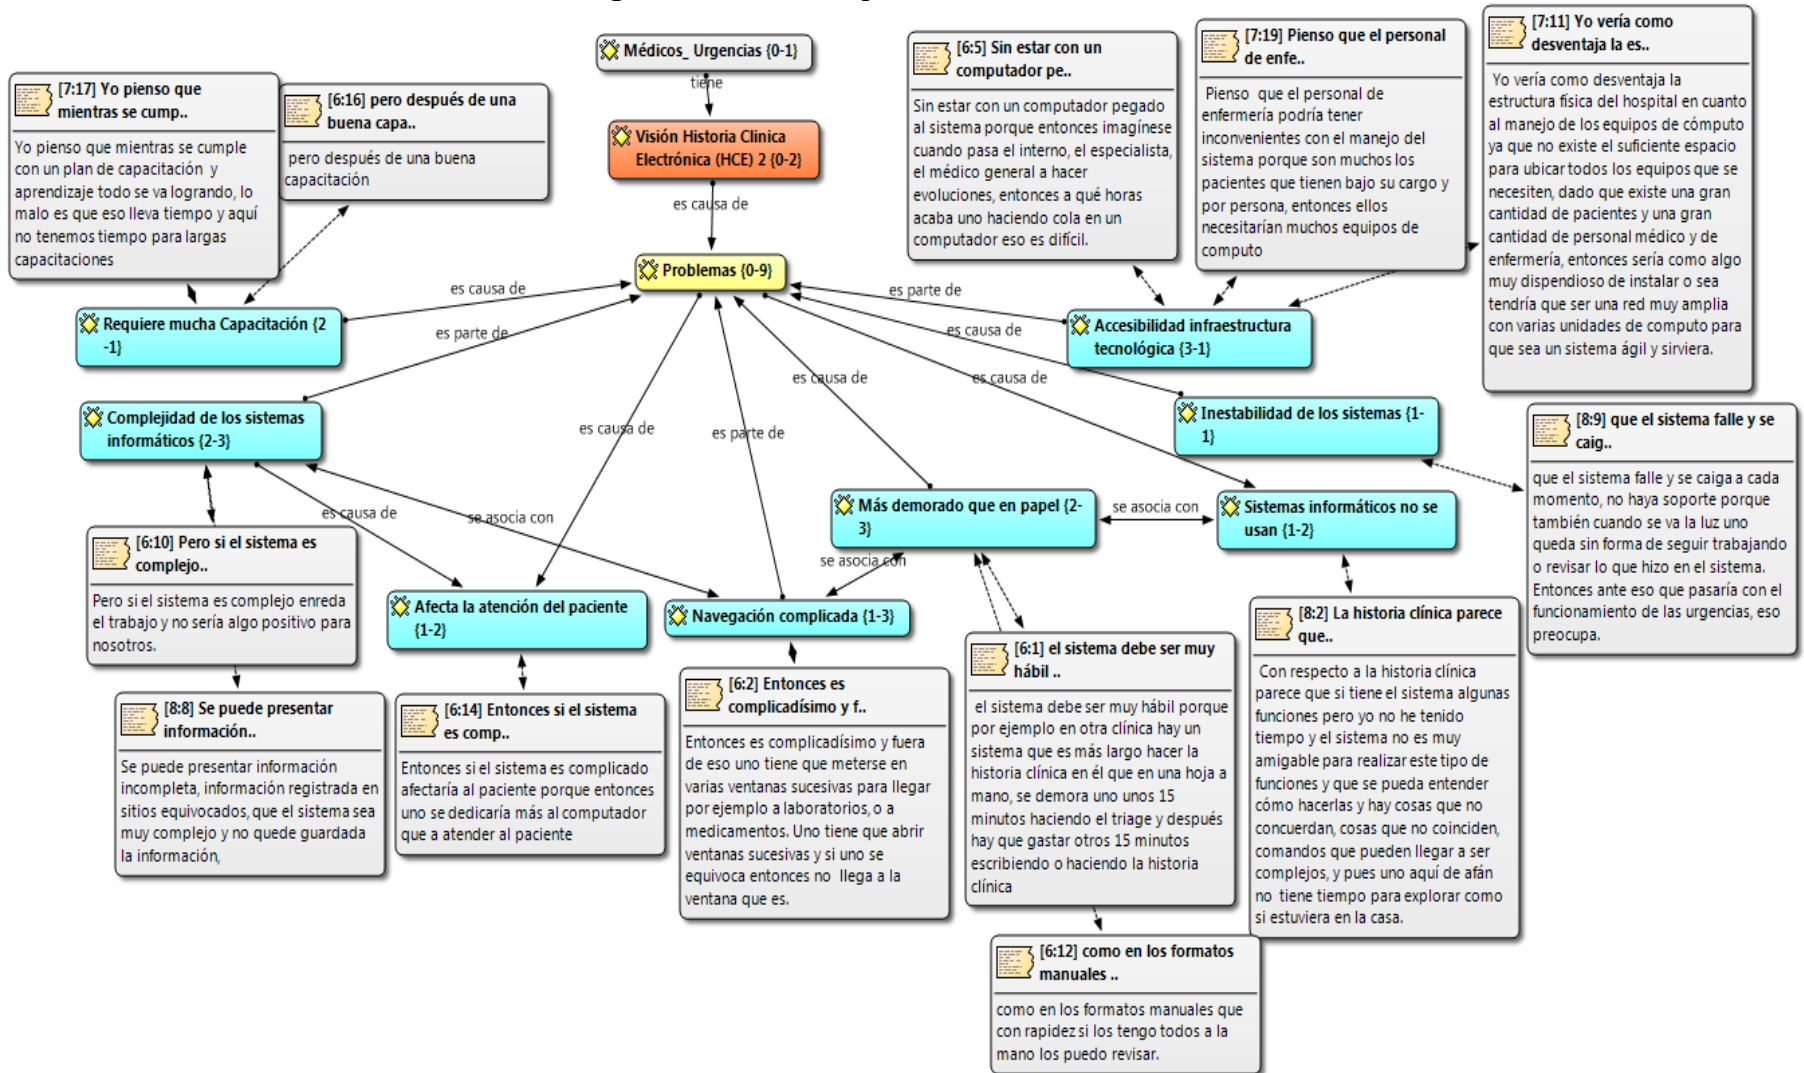 Médicos_ Urgencias {0-1}
tiene
Visión Historia Clinica
Electrónica (HCE) 2 {0-2}
es causa de
Problemas {0-9}
[7:17] Yo pienso que
mientras se cump..
Yo pienso que mientras se cumple
con un plan de capacitación y
aprendizaje todo se va logrando, lo
malo es que eso lleva tiempo y aquí
no tenemos tiempo para largas
capacitaciones
[6:16] pero después de una
buena capa..
pero después de una buena
capacitación
[6:5] Sin estar con un
computador pe..
Sin estar con un computador pegado
al sistema porque entonces imagínese
cuando pasa el interno, el especialista,
el médico general a hacer
evoluciones, entonces a qué horas
acaba uno haciendo cola en un
computador eso es difícil.
[7:19] Pienso que el personal
de enfe..
Pienso que el personal de
enfermería podría tener
inconvenientes con el manejo del
sistema porque son muchos los
pacientes que tienen bajo su cargo y
por persona, entonces ellos
necesitarían muchos equipos de
computo
[7:11] Yo vería como
desventaja la es..
Yo vería como desventaja la
estructura física del hospital en cuanto
al manejo de los equipos de cómputo
ya que no existe el suficiente espacio
para ubicar todos los equipos que se
necesiten, dado que existe una gran
cantidad de pacientes y una gran
cantidad de personal médico y de
enfermería, entonces sería como algo
muy dispendioso de instalar o sea
tendría que ser una red muy amplia
con varias unidades de computo para
que sea un sistema ágil y sirviera.
es causa de
es parte de
Requiere mucha Capacitación {2
-1}
es parte de
es causa de
Accesibilidad infraestructura
tecnológica {3-1}
es causa de
es causa de
Complejidad de los sistemas
informáticos {2-3}
Inestabilidad de los sistemas {1-
1}
es causa de
es parte de
[8:9] que el sistema falle y se
caig..
que el sistema falle y se caiga a cada
momento, no haya soporte porque
también cuando se va la luz uno
queda sin forma de seguir trabajando
o revisar lo que hizo en el sistema.
Entonces ante eso que pasaría con el
funcionamiento de las urgencias, eso
preocupa.
es causa de
se asocia con
Más demorado que en papel {2-
3}
se asocia con
Sistemas informáticos no se
usan {1-2}
se asocia con
[6:10] Pero si el sistema es
complejo..
Pero si el sistema es complejo enreda
el trabajo y no sería algo positivo para
nosotros.
Afecta la atención del paciente
{1-2}
Navegación complicada {1-3}
[8:8] Se puede presentar
información..
Se puede presentar información
incompleta, información registrada en
sitios equivocados, que el sistema sea
muy complejo y no quede guardada
la información,
[6:14] Entonces si el sistema
es comp..
Entonces si el sistema es complicado
afectaría al paciente porque entonces
uno se dedicaría más al computador
que a atender al paciente
[6:2] Entonces es
complicadísimo y f..
Entonces es complicadísimo y fuera
de eso uno tiene que meterse en
varias ventanas sucesivas para llegar
por ejemplo a laboratorios, o a
medicamentos. Uno tiene que abrir
ventanas sucesivas y si uno se
equivoca entonces no llega a la
ventana que es.
[6:1] el sistema debe ser muy
hábil ..
el sistema debe ser muy hábil porque
por ejemplo en otra clínica hay un
sistema que es más largo hacer la
historia clínica en él que en una hoja a
mano, se demora uno unos 15
minutos haciendo el triage y después
hay que gastar otros 15 minutos
escribiendo o haciendo la historia
clínica
[8:2] La historia clínica parece
que..
Con respecto a la historia clínica
parece que si tiene el sistema algunas
funciones pero yo no he tenido
tiempo y el sistema no es muy
amigable para realizar este tipo de
funciones y que se pueda entender
cómo hacerlas y hay cosas que no
concuerdan, cosas que no coinciden,
comandos que pueden llegar a ser
complejos, y pues uno aquí de afán
no tiene tiempo para explorar como
si estuviera en la casa.
[6:12] como en los formatos
manuales ..
como en los formatos manuales que
con rapidez si los tengo todos a la
mano los puedo revisar.